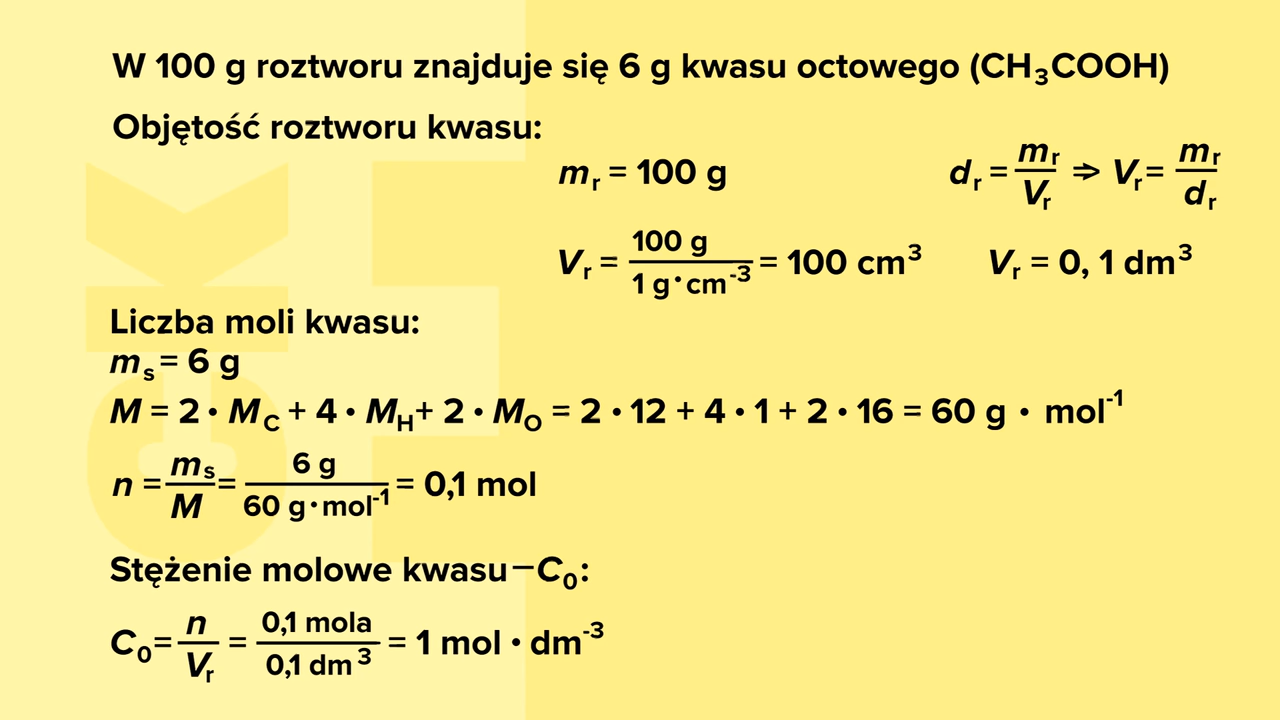 W 100 g roztworu znajduje się 6 g kwasu octowego (CH₃COOH)
Objętość roztworu kwasu:
mᵣ = 100 g    dᵣ = mᵣ/Vᵣ => Vᵣ = mᵣ/dᵣ
Vᵣ = 100 g / 1 g·cm⁻³ = 100 cm³    Vᵣ = 0, 1 dm³
Liczba moli kwasu:
mₛ = 6 g
M = 2 · M_C + 4 · M_H + 2 · M_O = 2 · 12 + 4 · 1 + 2 · 16 = 60 g · mol⁻¹
n = mₛ/M = 6 g / 60 g·mol⁻¹ = 0,1 mol
Stężenie molowe kwasu – C₀:
C₀ = n/Vᵣ = 0,1 mola / 0,1 dm³ = 1 mol · dm⁻³